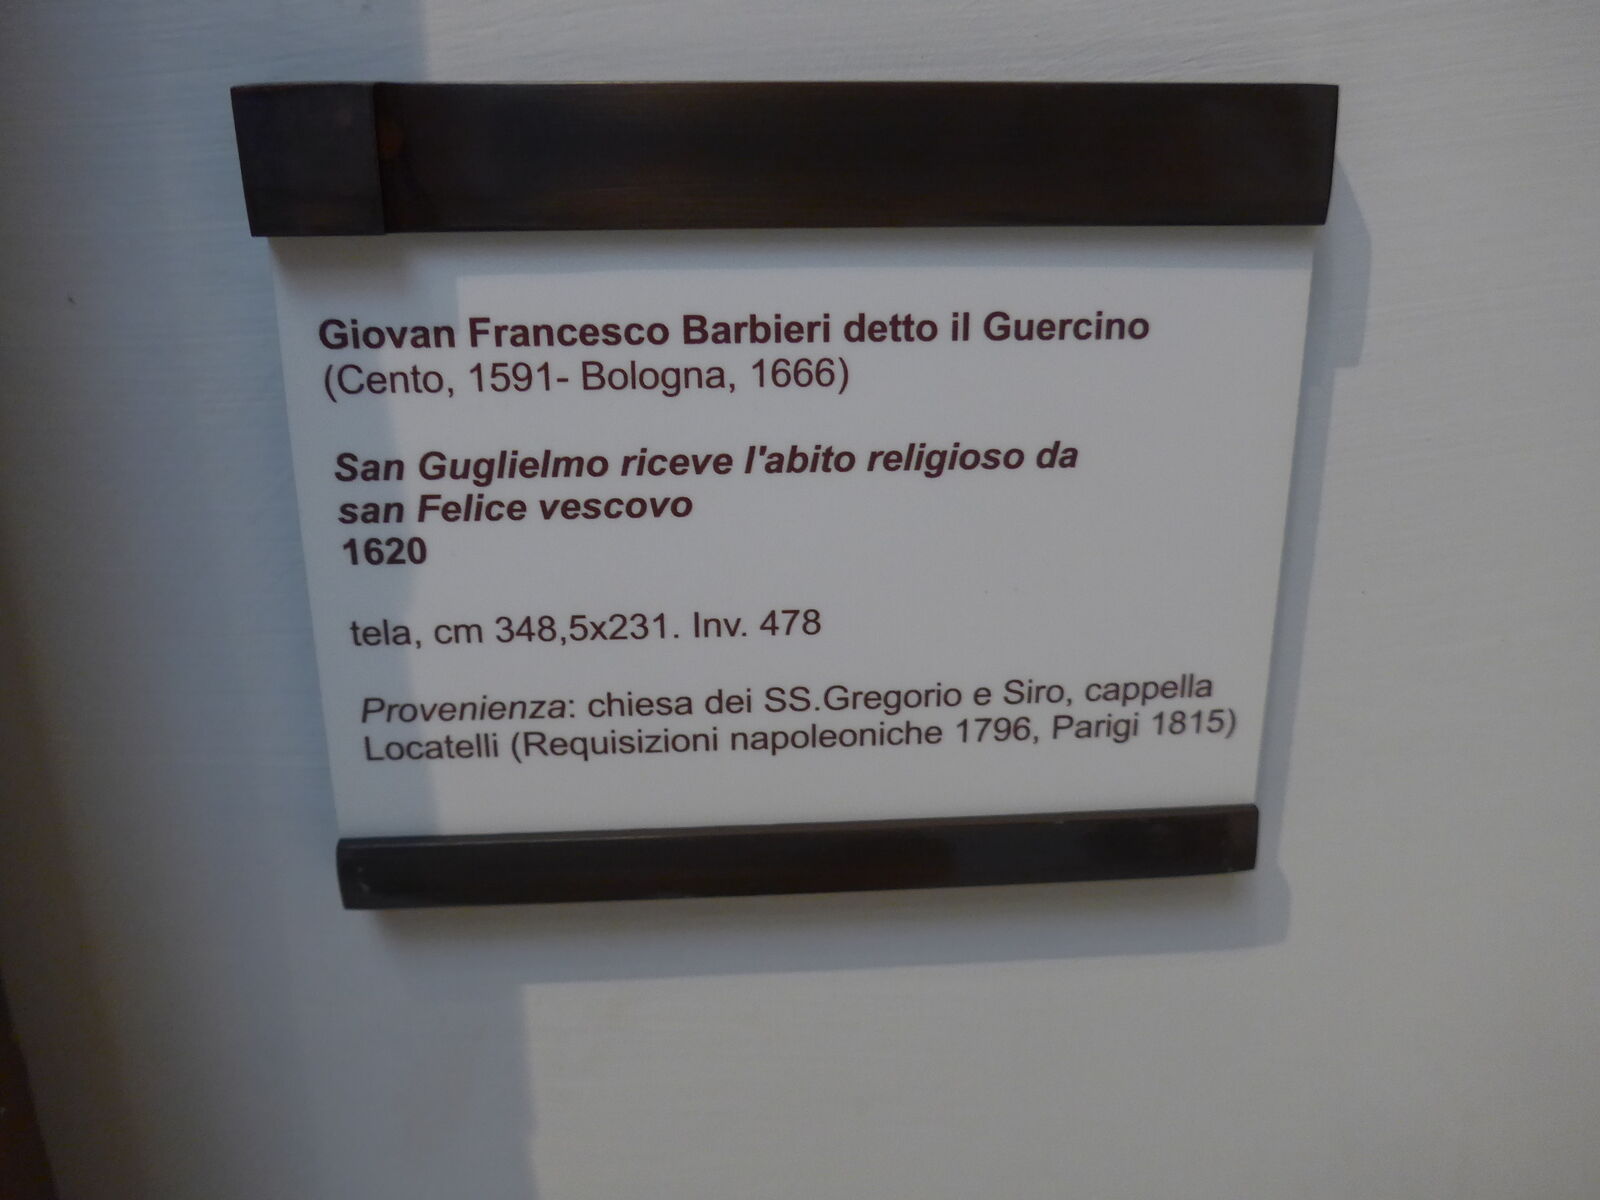 Giovan Francesco Barbieri detto il Guercino
(Cento, 1591- Bologna, 1666)
San Guglielmo riceve l'abito religioso da
san Felice vescovo
1620
tela, cm 348,5x231. Inv. 478
Provenienza: chiesa dei SS.Gregorio e Siro, cappella
Locatelli (Requisizioni napoleoniche 1796, Parigi 1815)